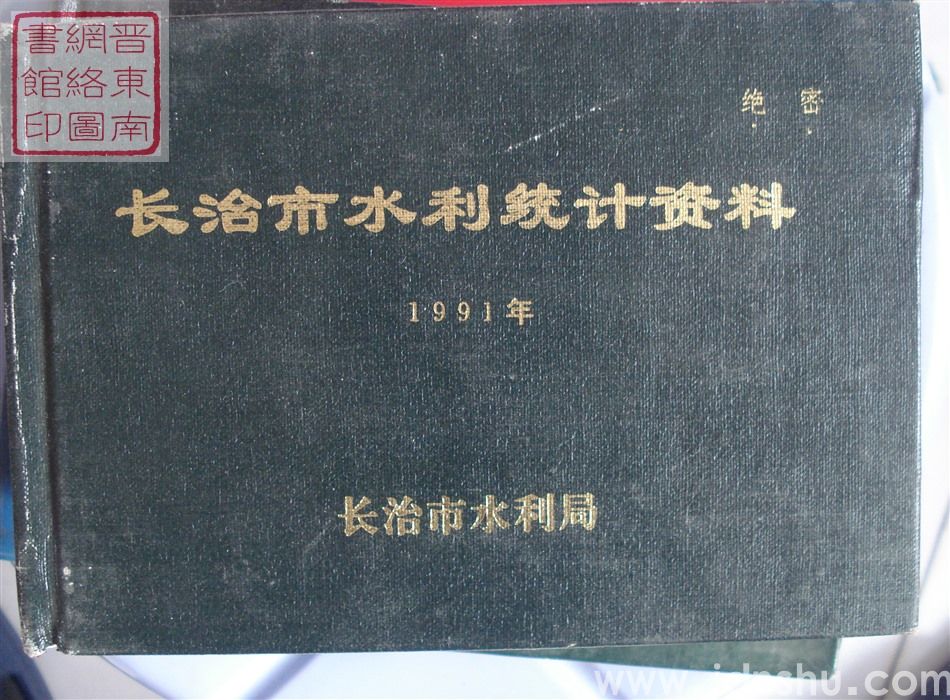 晋東南
網絡圖
書館印
绝密
长治市水利统计资料
1991年
长治市水利局
www.jdnshu.com